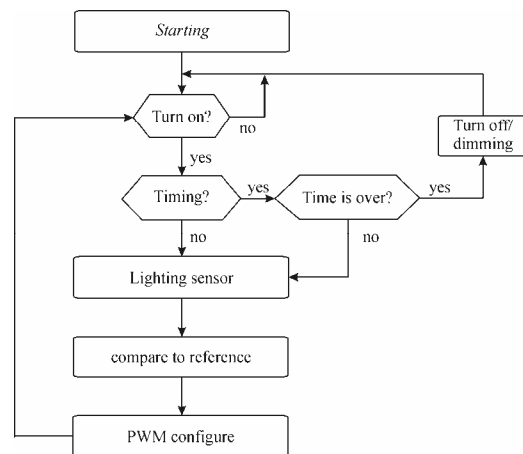 Starting
Turn on?
no
yes
Turn off/
dimming
Timing?
yes
Time is over?
yes
no
no
Lighting sensor
compare to reference
PWM configure